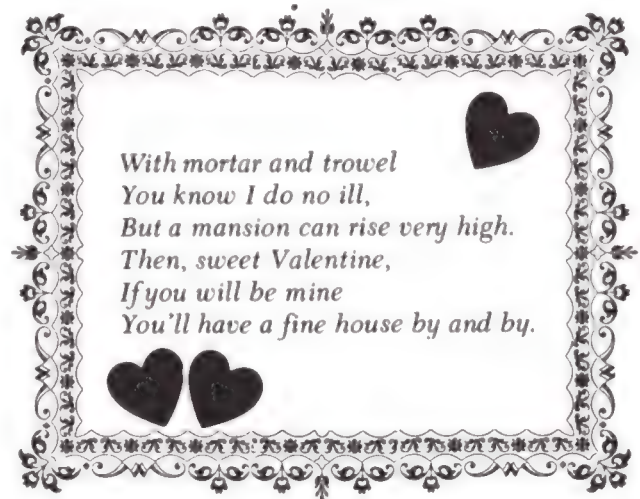 With mortar and trowel
You know I do no ill,
But a mansion can rise very high.
Then, sweet Valentine,
If you will be mine
You'll have a fine house by and by.